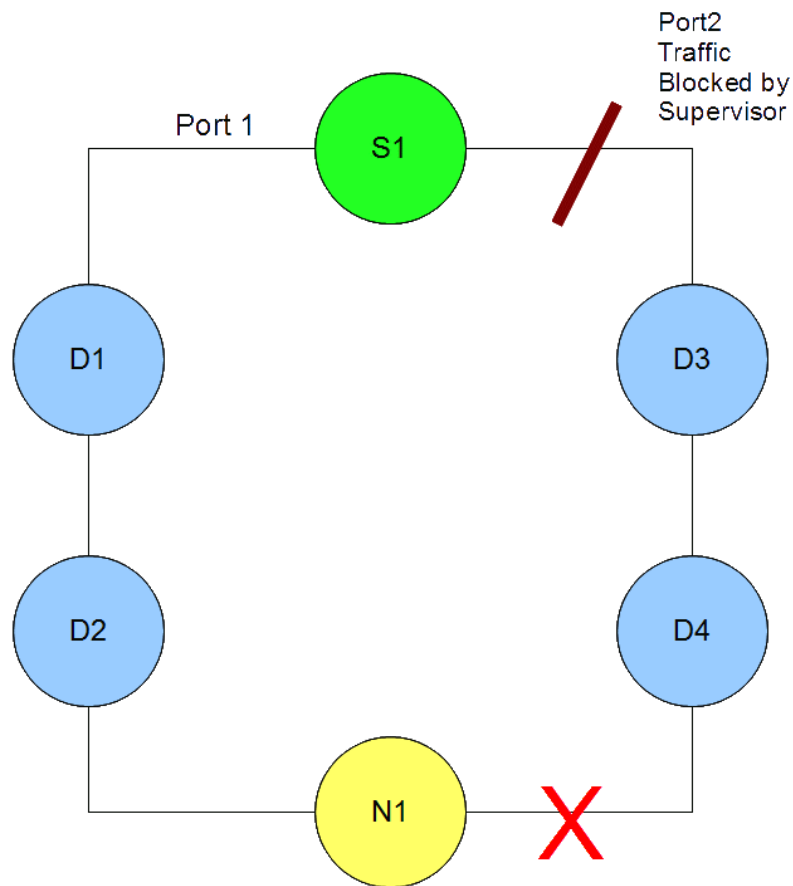 Port2
Traffic
Blocked by
Supervisor
Port 1
S1
D1
D3
D2
D4
N1
X